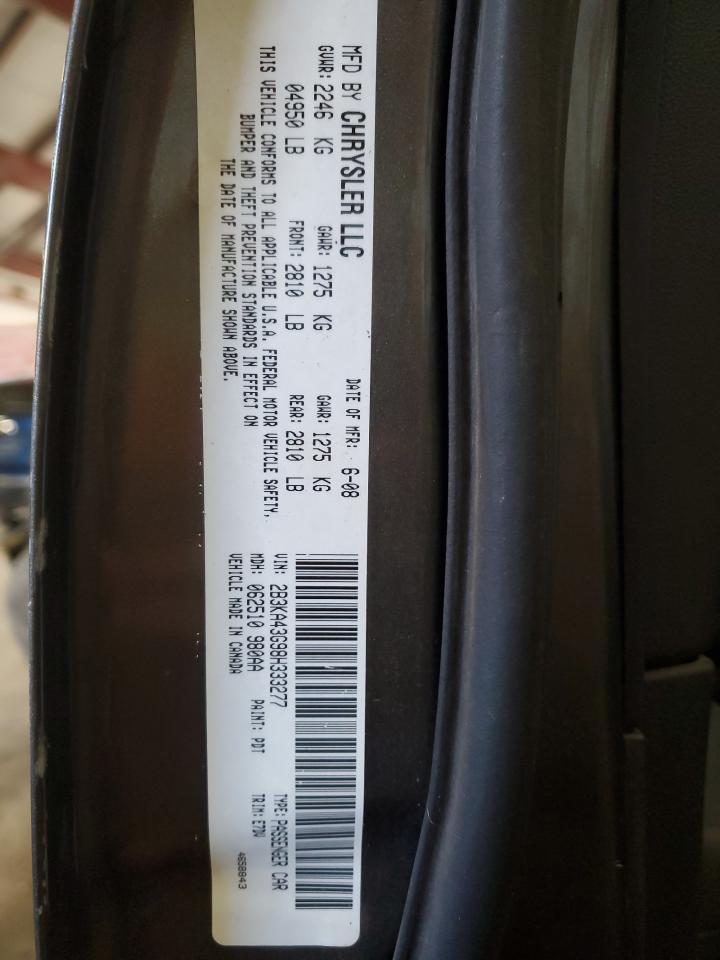 MFD BY CHRYSLER LLC DATE OF MFR: 6-08
GVWR: 2246 KG GAWR: 1275 KG GAWR: 1275 KG
04950 LB FRONT: 2810 LB REAR: 2810 LB
THIS VEHICLE CONFORMS TO ALL APPLICABLE U.S.A. FEDERAL MOTOR VEHICLE SAFETY,
BUMPER AND THEFT PREVENTION STANDARDS IN EFFECT ON
THE DATE OF MANUFACTURE SHOWN ABOVE.
VIN: 2B3KA43G98H333277 TYPE: PASSENGER CAR
MDH: 062510 980AA PAINT: PDT TRIM: E7DV
VEHICLE MADE IN CANADA 4658843